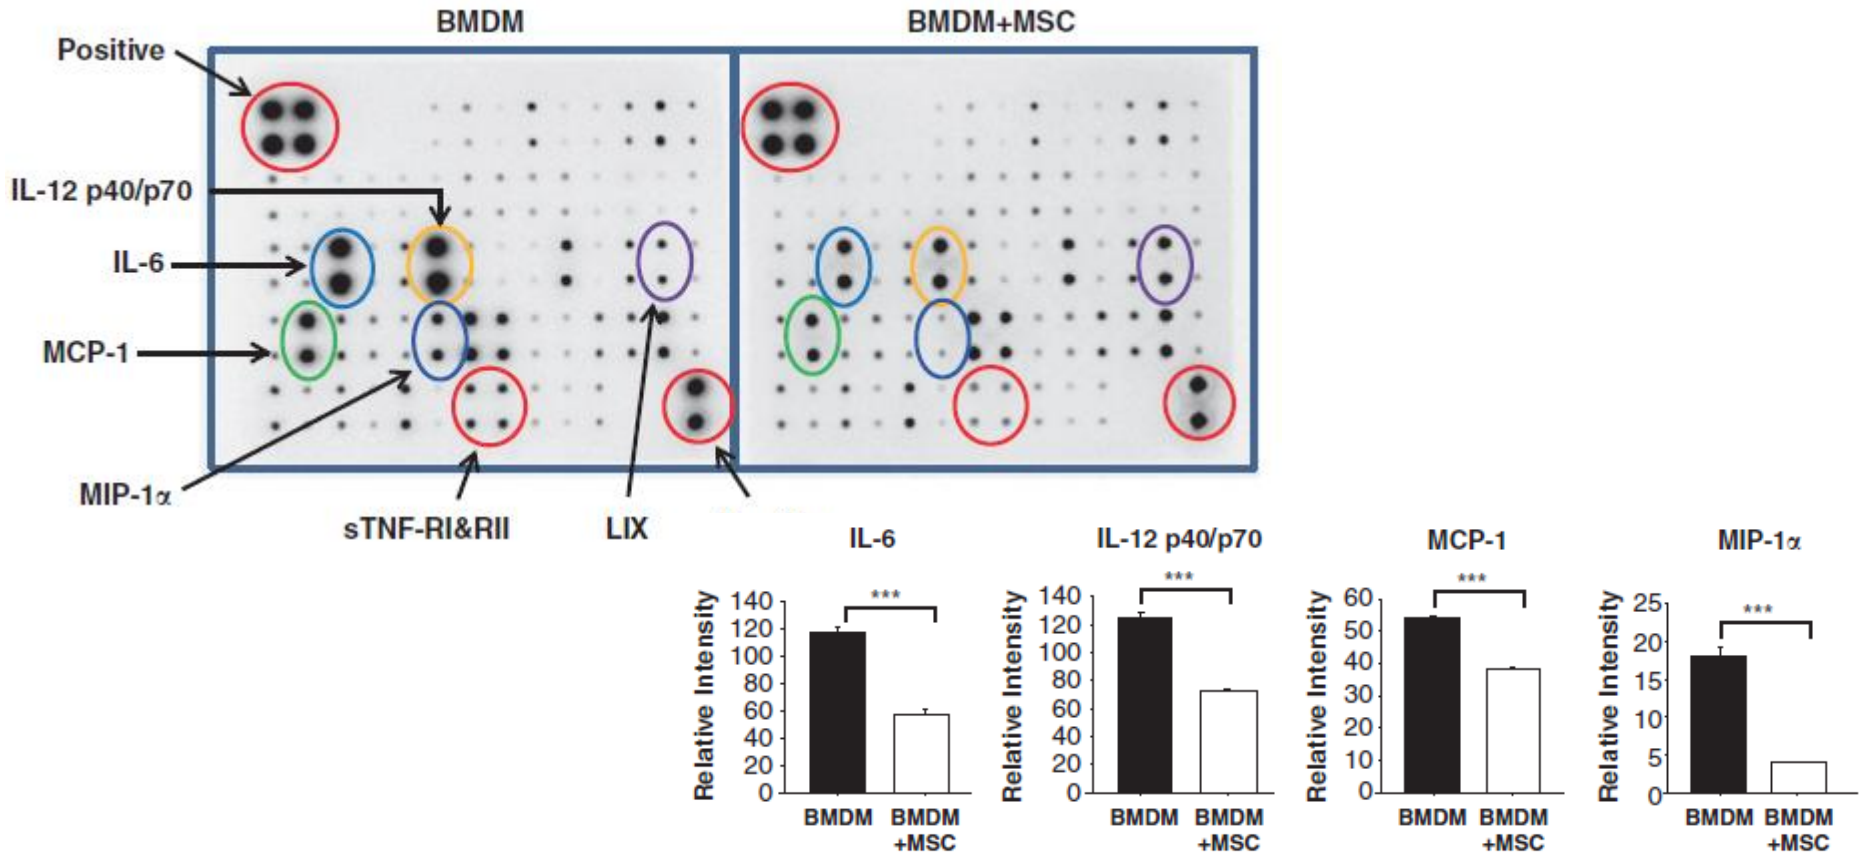 BMDM
BMDM+MSC
Positive
IL-12 p40/p70
IL-6
MCP-1
MIP-1α
sTNF-RI&RII
LIX
IL-6
Relative Intensity
140
120
100
80
60
40
20
0
***
BMDM
BMDM
+MSC
IL-12 p40/p70
Relative Intensity
140
120
100
80
60
40
20
0
***
BMDM
BMDM
+MSC
MCP-1
Relative Intensity
60
50
40
30
20
10
0
***
BMDM
BMDM
+MSC
MIP-1α
Relative Intensity
25
20
15
10
5
0
***
BMDM
BMDM
+MSC